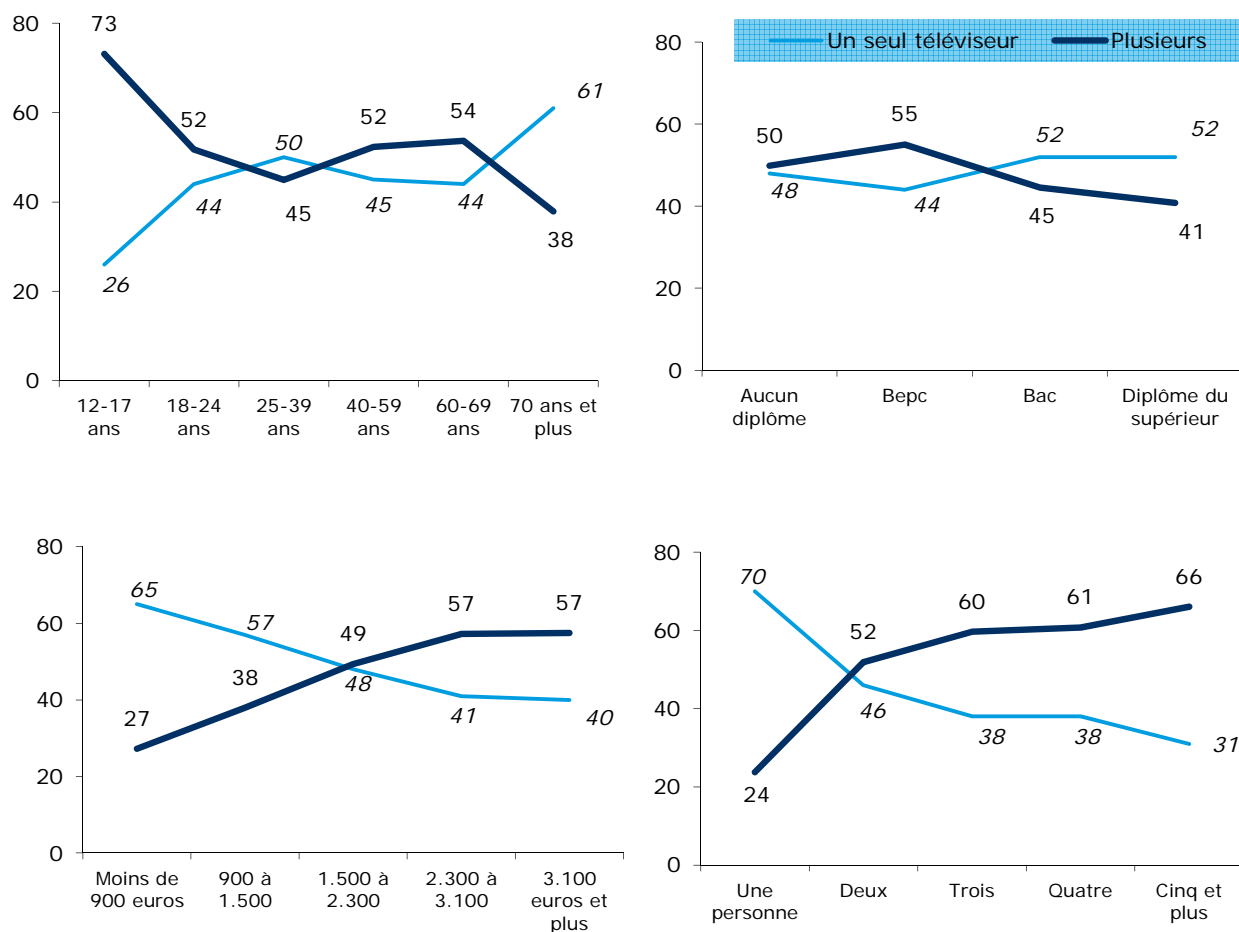 80
60
40
20
0
73
52
50
52
54
61
26
44
45
45
44
38
12-17 ans
18-24 ans
25-39 ans
40-59 ans
60-69 ans
70 ans et plus
Un seul téléviseur
Plusieurs
80
60
40
20
0
50
55
52
52
48
44
45
41
Aucun diplôme
Bepc
Bac
Diplôme du supérieur
80
60
40
20
0
65
57
49
57
57
27
38
48
41
40
Moins de 900 euros
900 à 1.500
1.500 à 2.300
2.300 à 3.100
3.100 euros et plus
80
60
40
20
0
70
52
60
61
66
24
46
38
38
31
Une personne
Deux
Trois
Quatre
Cinq et plus